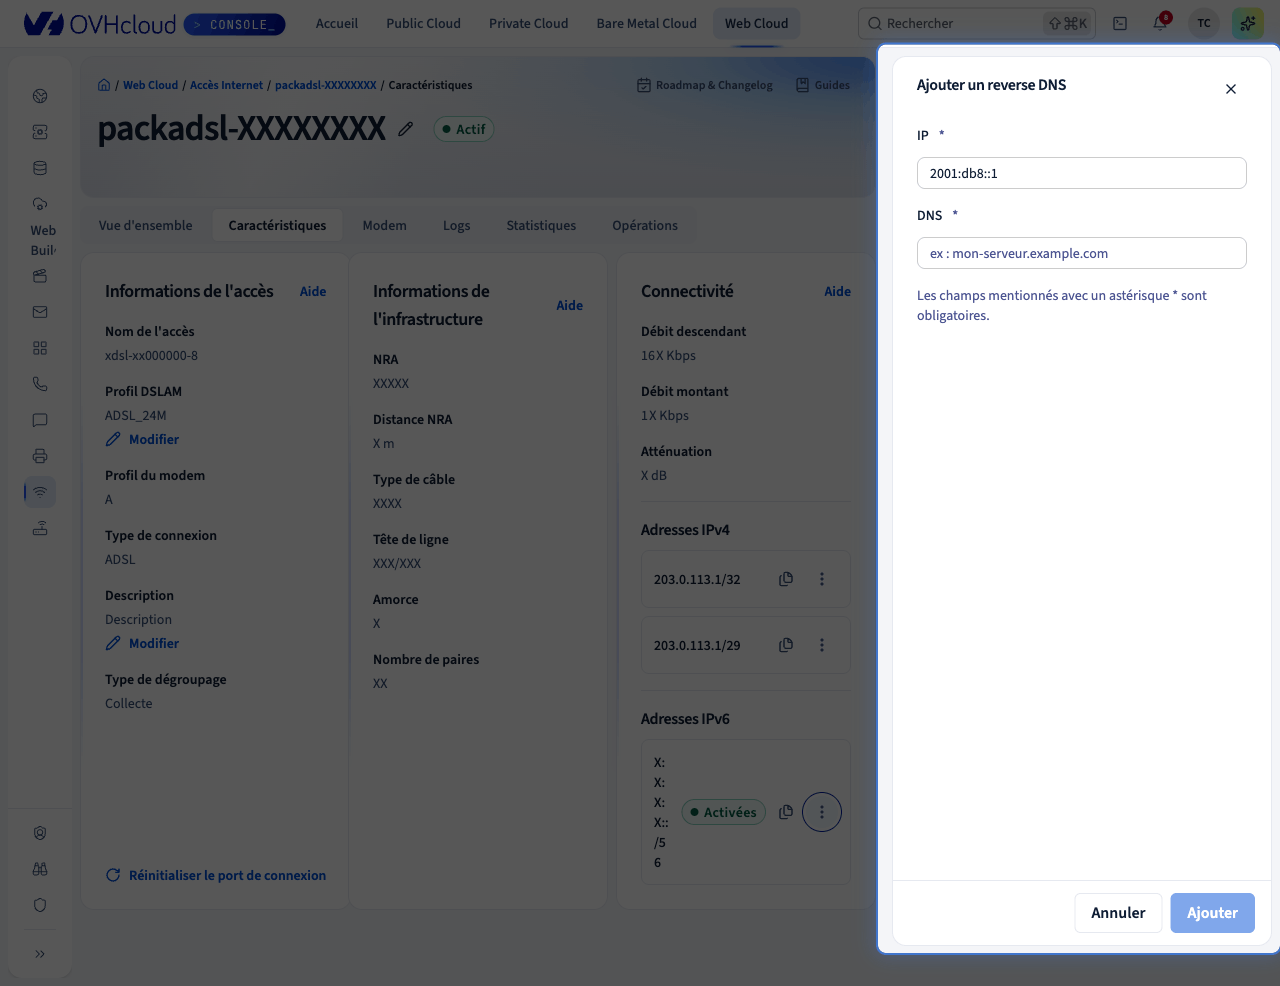 OVHcloud
> CONSOLE_
Accueil
Public Cloud
Private Cloud
Bare Metal Cloud
Web Cloud
Rechercher
⇧⌘K
8
TC
/ Web Cloud / Accès Internet / packadsl-XXXXXXXX / Caractéristiques
Roadmap & Changelog
Guides
packadsl-XXXXXXXX
Actif
Vue d'ensemble
Caractéristiques
Modem
Logs
Statistiques
Opérations
Web
Informations de l'accès
Aide
Nom de l'accès
xdsl-xx000000-8
Profil DSLAM
ADSL_24M
Modifier
Profil du modem
A
Type de connexion
ADSL
Description
Description
Modifier
Type de dégroupage
Collecte
Réinitialiser le port de connexion
Informations de
l'infrastructure
Aide
NRA
XXXXX
Distance NRA
X m
Type de câble
XXXX
Tête de ligne
XXX/XXX
Amorce
X
Nombre de paires
XX
Connectivité
Aide
Débit descendant
16X Kbps
Débit montant
1X Kbps
Atténuation
X dB
Adresses IPv4
203.0.113.1/32
203.0.113.1/29
Adresses IPv6
X:
X:
X:
X::
/5
6
Activées
Ajouter un reverse DNS
IP *
2001:db8::1
DNS *
ex : mon-serveur.example.com
Les champs mentionnés avec un astérisque * sont
obligatoires.
Annuler
Ajouter